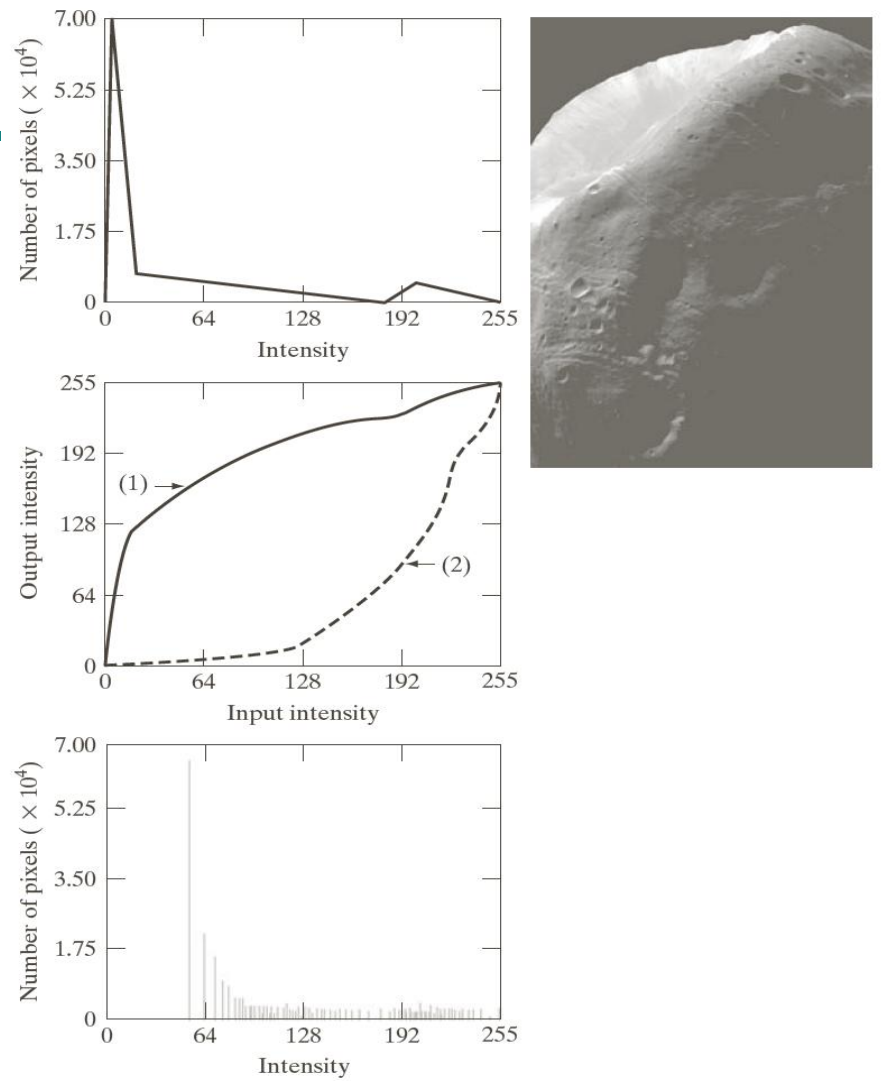 7.00
5.25
3.50
1.75
0
Number of pixels ( × 10⁴)
0 64 128 192 255
Intensity
255
192
128
64
0
Output intensity
(1)
(2)
0 64 128 192 255
Input intensity
7.00
5.25
3.50
1.75
0
Number of pixels ( × 10⁴)
0 64 128 192 255
Intensity